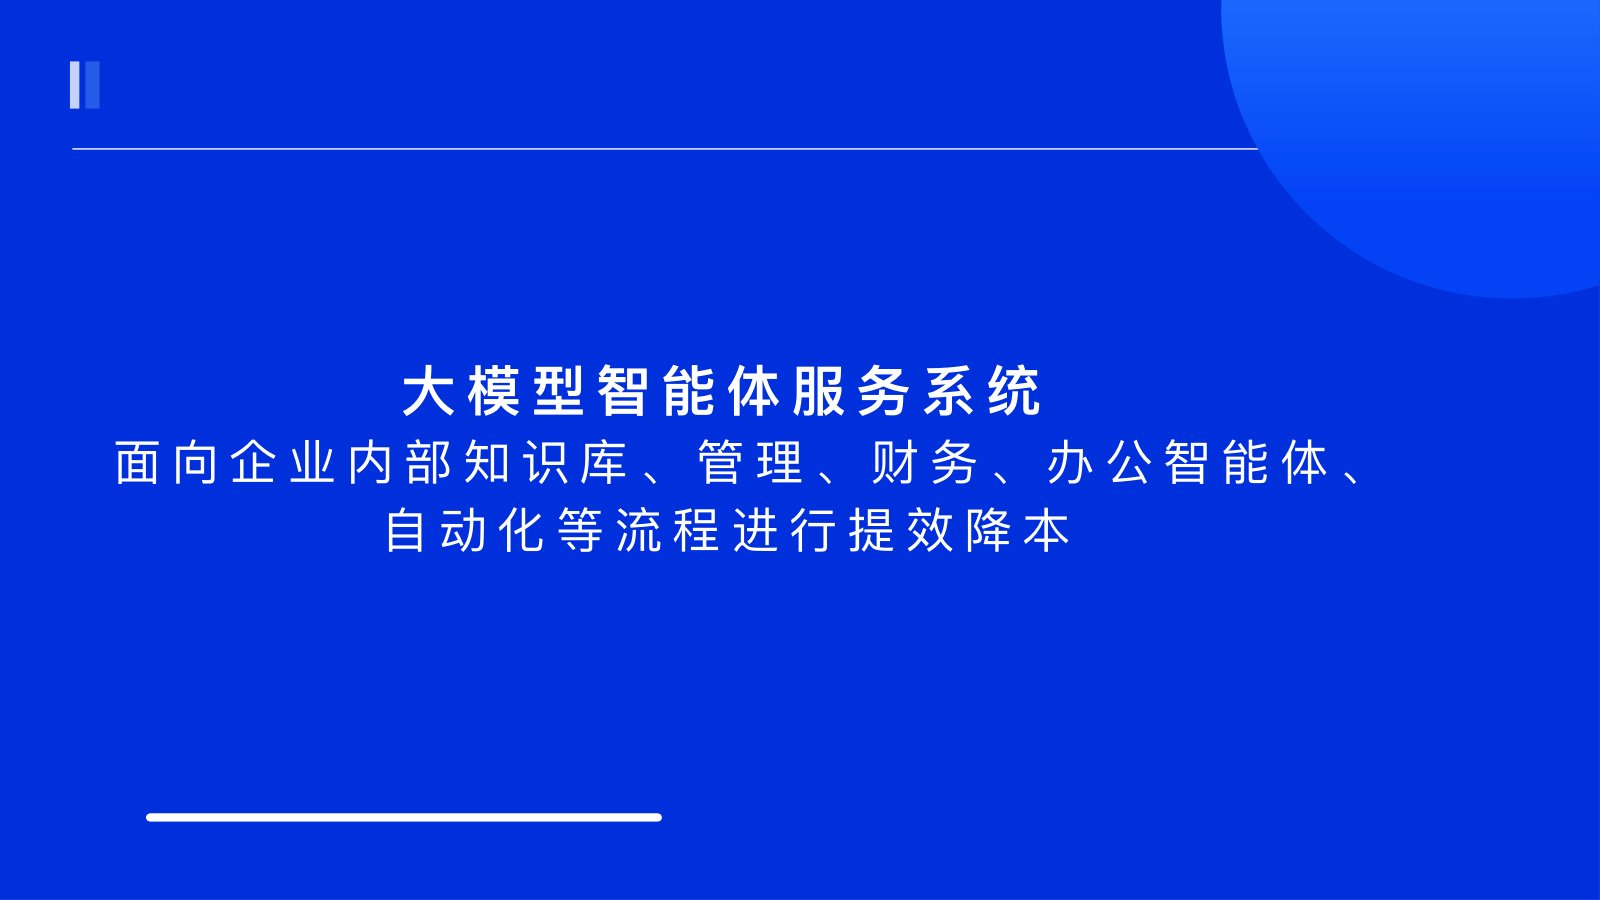 大模型智能体服务系统
面向企业内部知识库、管理、财务、办公智能体、
自动化等流程进行提效降本